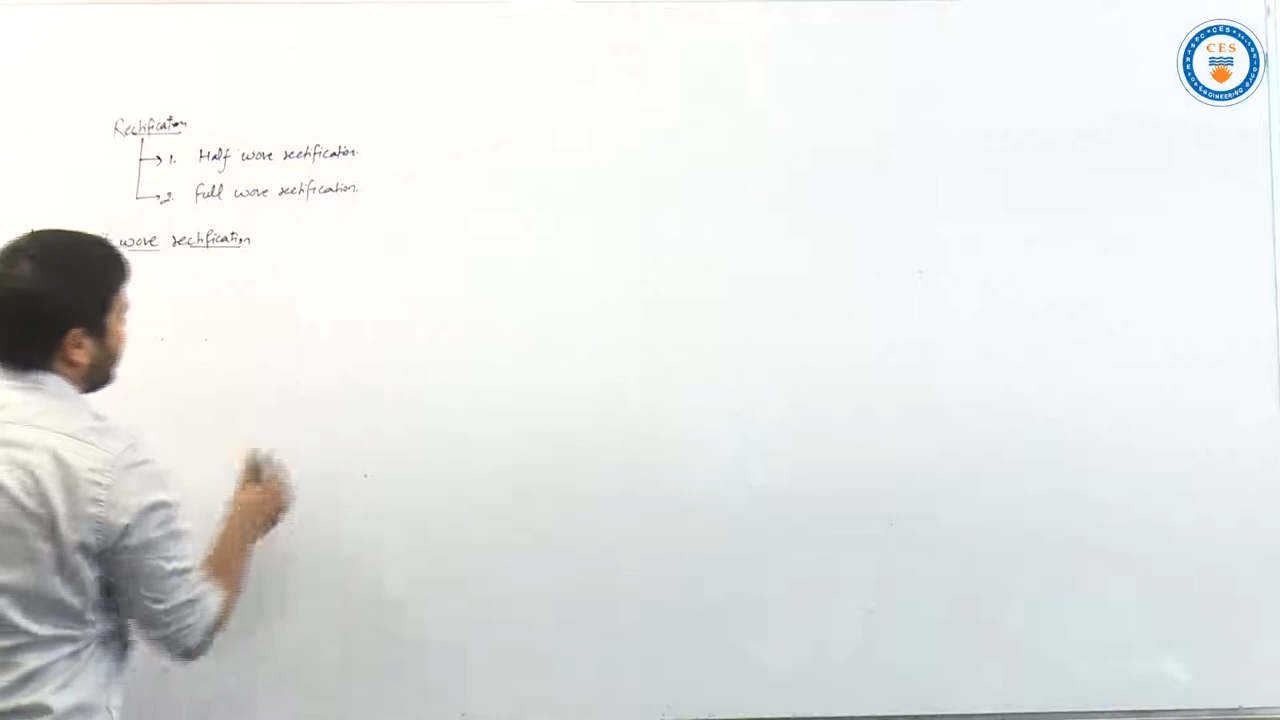 Rectification
1. Half wave rectification.
2. Full wave rectification.
wave rectification
CES